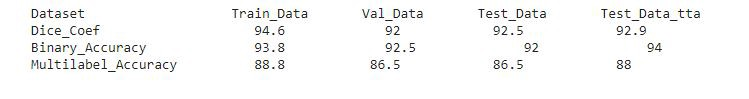 Dataset Train_Data Val_Data Test_Data Test_Data_tta
Dice_Coef 94.6 92 92.5 92.9
Binary_Accuracy 93.8 92.5 92 94
Multilabel_Accuracy 88.8 86.5 86.5 88